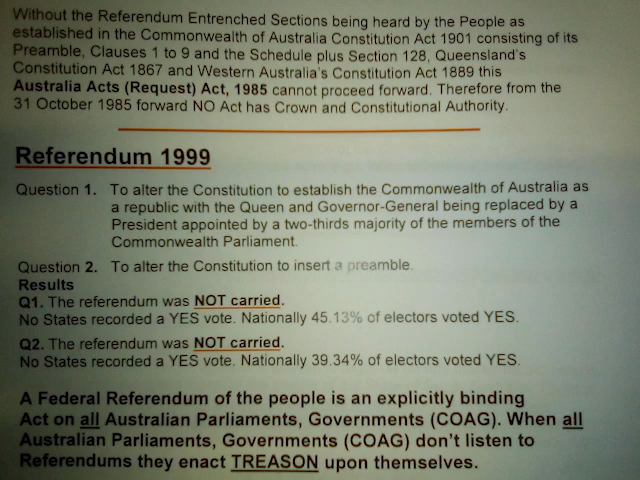 Without the Referendum Entrenched Sections being heard by the People as
established in the Commonwealth of Australia Constitution Act 1901 consisting of its
Preamble, Clauses 1 to 9 and the Schedule plus Section 128, Queensland's
Constitution Act 1867 and Western Australia's Constitution Act 1889 this
Australia Acts (Request) Act, 1985 cannot proceed forward. Therefore from the
31 October 1985 forward NO Act has Crown and Constitutional Authority.
Referendum 1999
Question 1. To alter the Constitution to establish the Commonwealth of Australia as
a republic with the Queen and Governor-General being replaced by a
President appointed by a two-thirds majority of the members of the
Commonwealth Parliament.
Question 2. To alter the Constitution to insert a preamble.
Results
Q1. The referendum was NOT carried.
No States recorded a YES vote. Nationally 45.13% of electors voted YES.
Q2. The referendum was NOT carried.
No States recorded a YES vote. Nationally 39.34% of electors voted YES.
A Federal Referendum of the people is an explicitly binding
Act on all Australian Parliaments, Governments (COAG). When all
Australian Parliaments, Governments (COAG) don't listen to
Referendums they enact TREASON upon themselves.